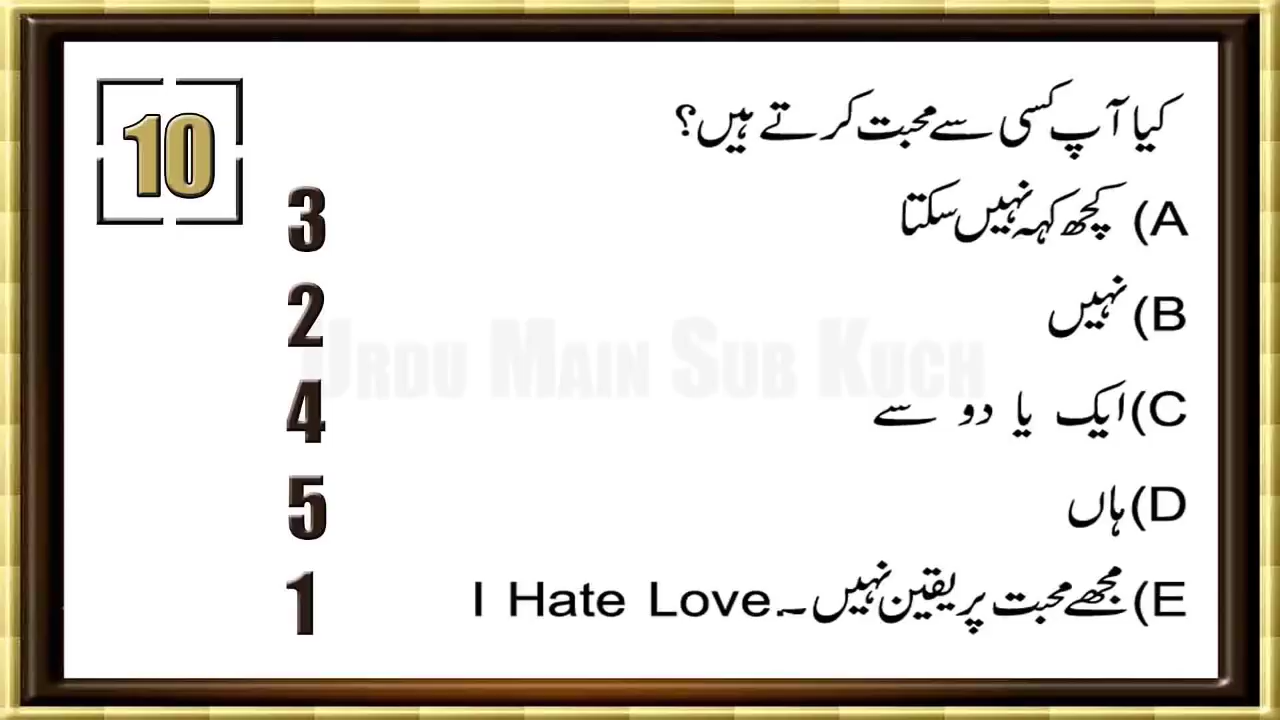 10
کیا آپ کسی سے محبت کرتے ہیں؟
A) کچھ کہہ نہیں سکتا 3
B) نہیں 2
C) ایک یا دو سے 4
D) ہاں 5
E) مجھے محبت پر یقین نہیں۔ I Hate Love. 1
Urdu Main Sub Kuch